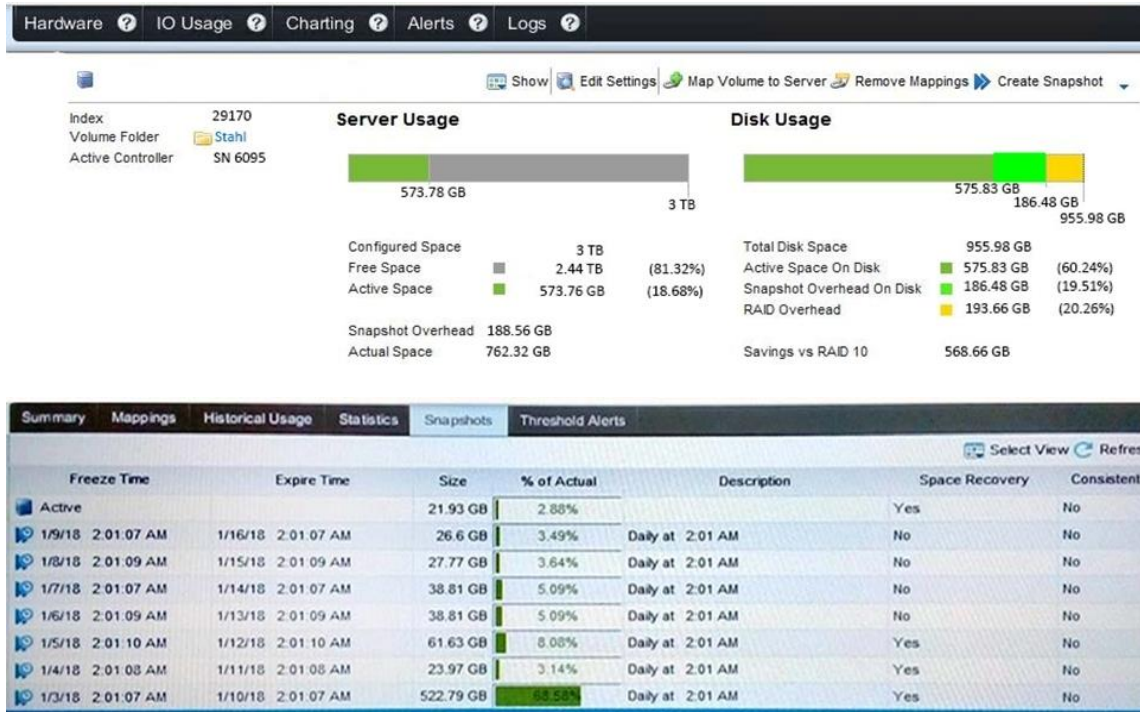 Hardware ? IO Usage ? Charting ? Alerts ? Logs ?
Show Edit Settings Map Volume to Server Remove Mappings Create Snapshot
Index 29170
Volume Folder Stahl
Active Controller SN 6095
Server Usage
573.78 GB
3 TB
Configured Space 3 TB
Free Space 2.44 TB (81.32%)
Active Space 573.76 GB (18.68%)
Snapshot Overhead 188.56 GB
Actual Space 762.32 GB
Disk Usage
575.83 GB
186.48 GB
955.98 GB
Total Disk Space 955.98 GB
Active Space On Disk 575.83 GB (60.24%)
Snapshot Overhead On Disk 186.48 GB (19.51%)
RAID Overhead 193.66 GB (20.26%)
Savings vs RAID 10 568.66 GB
Summary Mappings Historical Usage Statistics Snapshots Threshold Alerts
Select View Refres
Freeze Time Expire Time Size % of Actual Description Space Recovery Consistent
Active 21.93 GB 2.88% Yes No
1/9/18 2:01:07 AM 1/16/18 2:01:07 AM 26.6 GB 3.49% Daily at 2:01 AM No No
1/8/18 2:01:09 AM 1/15/18 2:01:09 AM 27.77 GB 3.64% Daily at 2:01 AM No No
1/7/18 2:01:07 AM 1/14/18 2:01:07 AM 38.81 GB 5.09% Daily at 2:01 AM No No
1/6/18 2:01:09 AM 1/13/18 2:01:09 AM 38.81 GB 5.09% Daily at 2:01 AM No No
1/5/18 2:01:10 AM 1/12/18 2:01:10 AM 61.63 GB 8.08% Daily at 2:01 AM Yes No
1/4/18 2:01:08 AM 1/11/18 2:01:08 AM 23.97 GB 3.14% Daily at 2:01 AM Yes No
1/3/18 2:01:07 AM 1/10/18 2:01:07 AM 522.79 GB 68.58% Daily at 2:01 AM Yes No